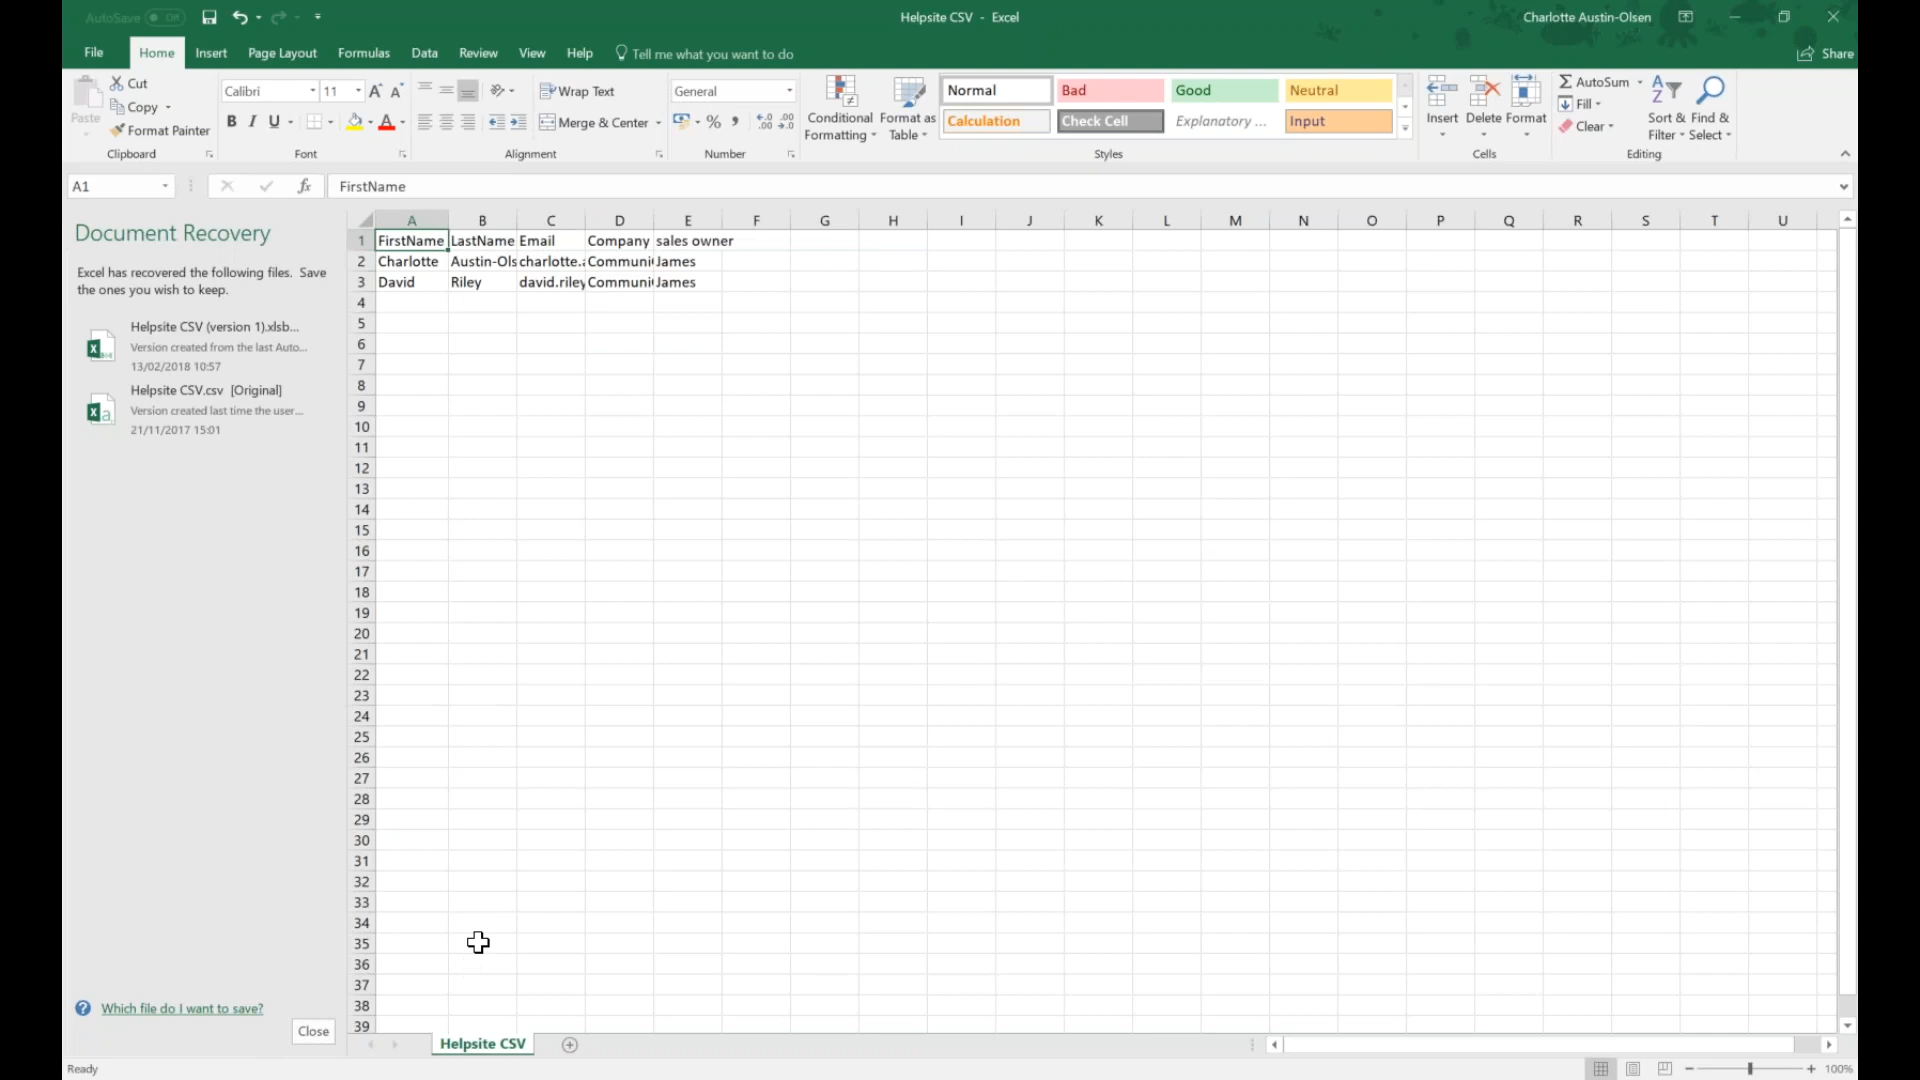 AutoSave Off
Helpsite CSV - Excel
Charlotte Austin-Olsen
File Home Insert Page Layout Formulas Data Review View Help Tell me what you want to do
Share
Paste
Cut
Copy
Format Painter
Clipboard
Calibri 11 A A
B I U A
Font
Wrap Text
Merge & Center
Alignment
General
% , .00
Number
Conditional Formatting
Format as Table
Normal Bad Good Neutral
Calculation Check Cell Explanatory ... Input
Styles
Insert Delete Format
Cells
AutoSum
Fill
Clear
Sort & Filter
Find & Select
Editing
A1 fx FirstName
Document Recovery
Excel has recovered the following files. Save
the ones you wish to keep.
Helpsite CSV (version 1).xlsb...
Version created from the last Auto...
13/02/2018 10:57
Helpsite CSV.csv [Original]
Version created last time the user...
21/11/2017 15:01
Which file do I want to save?
Close
A B C D E F G H I J K L M N O P Q R S T U
1 FirstName LastName Email Company sales owner
2 Charlotte Austin-Ols charlotte.a Communi James
3 David Riley david.riley Communi James
4
5
6
7
8
9
10
11
12
13
14
15
16
17
18
19
20
21
22
23
24
25
26
27
28
29
30
31
32
33
34
35
36
37
38
39
Helpsite CSV
Ready
100%